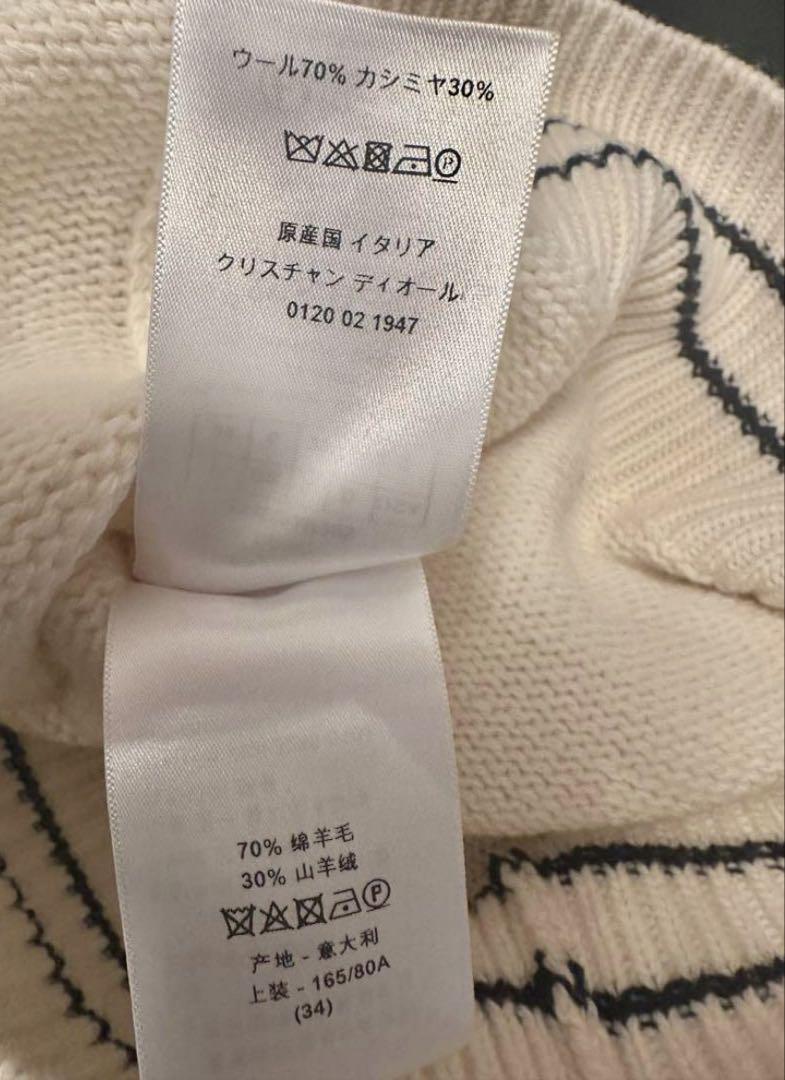 ウール70% カシミヤ30%
P
原産国 イタリア
クリスチャン ディオール
0120 02 1947
70% 绵羊毛
30% 山羊绒
P
产地 - 意大利
上装 - 165/80A
(34)